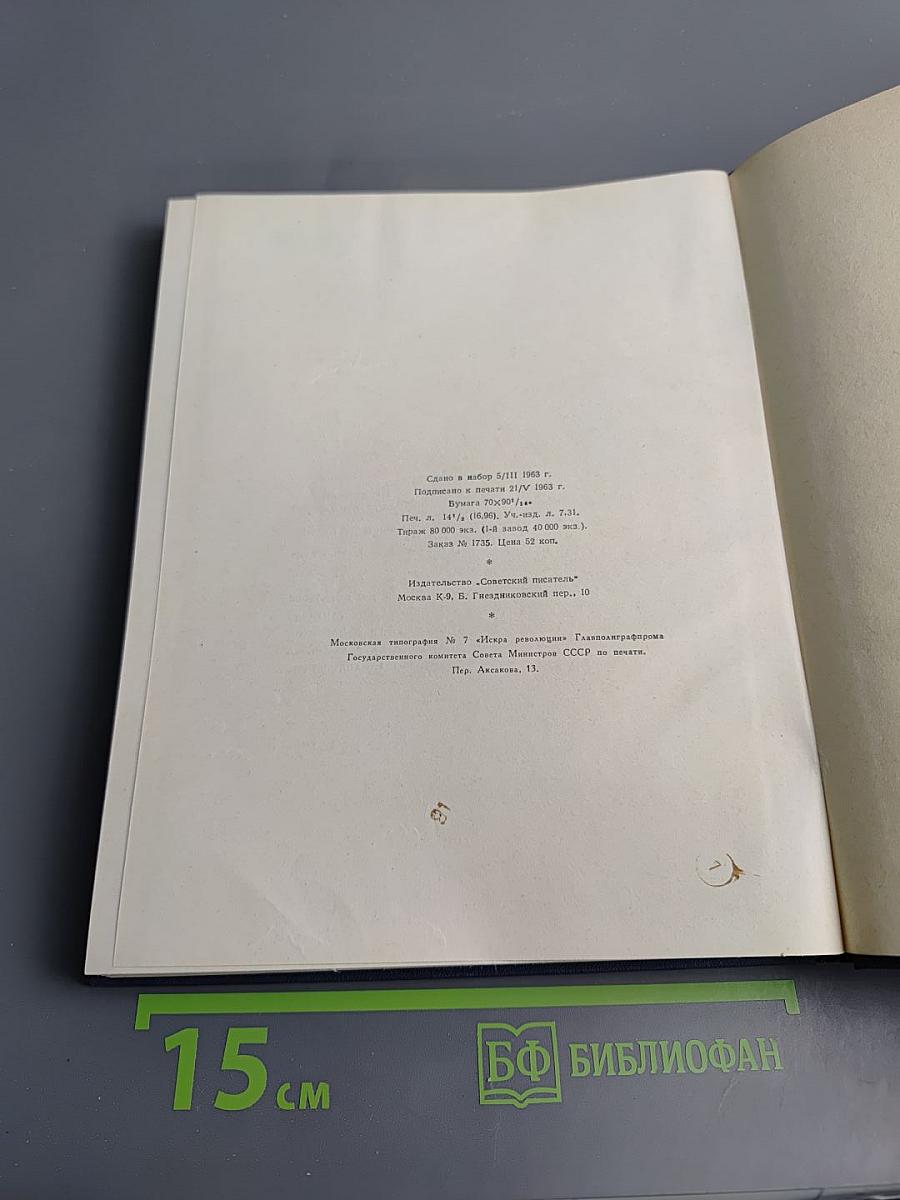 Сдано в набор 5/III 1963 г.
Подписано к печати 21/V 1963 г.
Бумага 70×90¹/₁₆.
Печ. л. 14¹/₂ (16,96). Уч.-изд. л. 7,31.
Тираж 80 000 экз. (1-й завод 40 000 экз.).
Заказ № 1735. Цена 52 коп.
*
Издательство „Советский писатель“
Москва К-9, Б. Гнездниковский пер., 10
*
Московская типография № 7 «Искра революции» Главполиграфпрома
Государственного комитета Совета Министров СССР по печати.
Пер. Аксакова, 13.
7
15 см
БФ БИБЛИОФАН